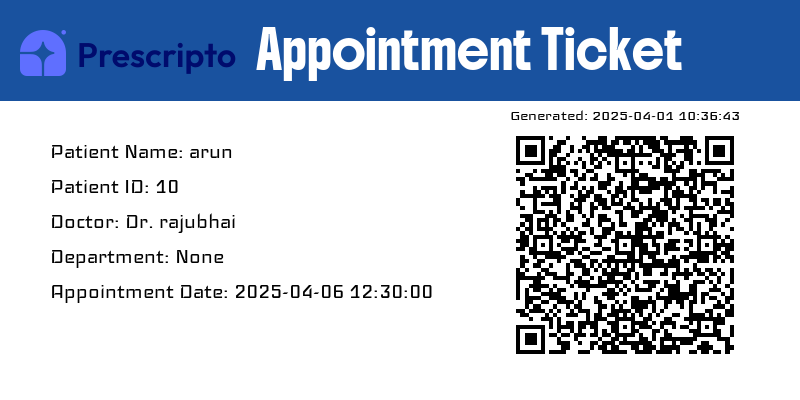 Prescripto Appointment Ticket
Generated: 2025-04-01 10:36:43
Patient Name: arun
Patient ID: 10
Doctor: Dr. rajubhai
Department: None
Appointment Date: 2025-04-06 12:30:00